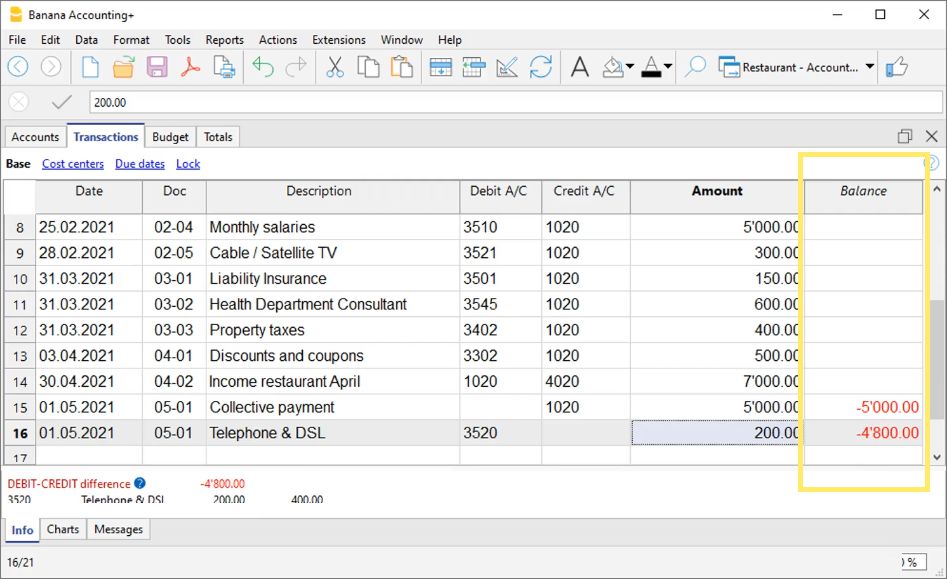 Banana Accounting+
File Edit Data Format Tools Reports Actions Extensions Window Help
A A Restaurant - Account...
200.00
Accounts Transactions Budget Totals
Base Cost centers Due dates Lock ?
Date Doc Description Debit A/C Credit A/C Amount Balance
8 25.02.2021 02-04 Monthly salaries 3510 1020 5'000.00
9 28.02.2021 02-05 Cable / Satellite TV 3521 1020 300.00
10 31.03.2021 03-01 Liability Insurance 3501 1020 150.00
11 31.03.2021 03-02 Health Department Consultant 3545 1020 600.00
12 31.03.2021 03-03 Property taxes 3402 1020 400.00
13 03.04.2021 04-01 Discounts and coupons 3302 1020 500.00
14 30.04.2021 04-02 Income restaurant April 1020 4020 7'000.00
15 01.05.2021 05-01 Collective payment 1020 5'000.00 -5'000.00
16 01.05.2021 05-01 Telephone & DSL 3520 200.00 -4'800.00
17
DEBIT-CREDIT difference ? -4'800.00
3520 Telephone & DSL 200.00 400.00
Info Charts Messages
16/21 %